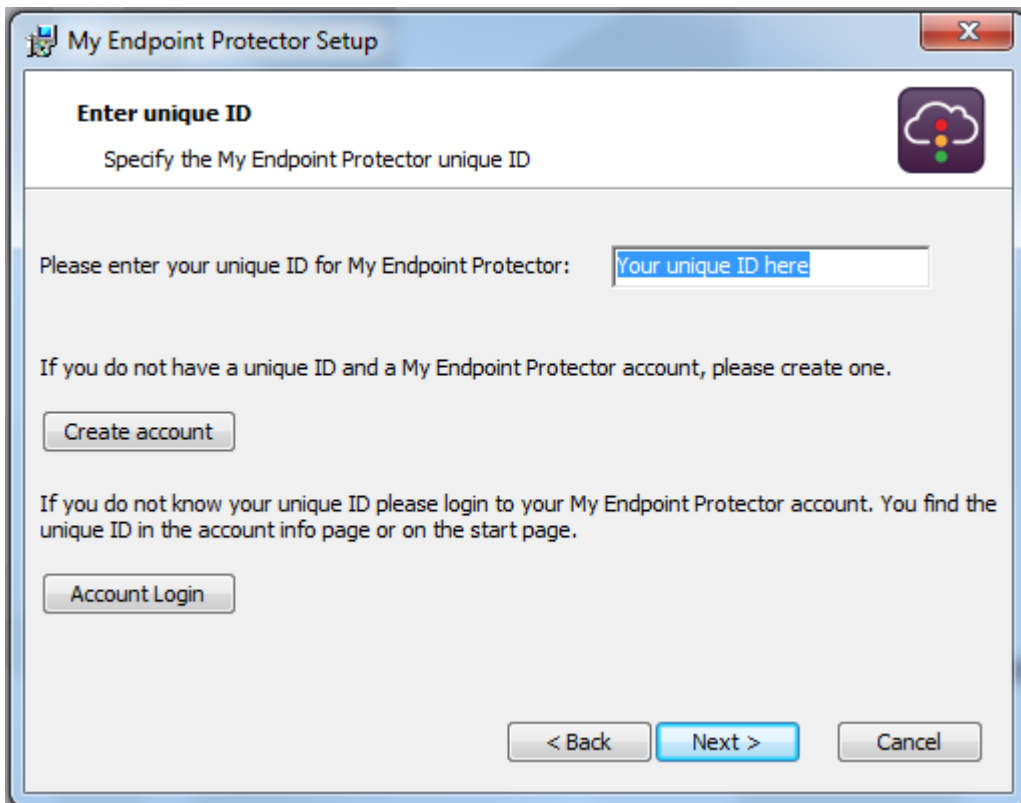 My Endpoint Protector Setup
Enter unique ID
Specify the My Endpoint Protector unique ID
Please enter your unique ID for My Endpoint Protector: Your unique ID here
If you do not have a unique ID and a My Endpoint Protector account, please create one.
Create account
If you do not know your unique ID please login to your My Endpoint Protector account. You find the
unique ID in the account info page or on the start page.
Account Login
< Back Next > Cancel